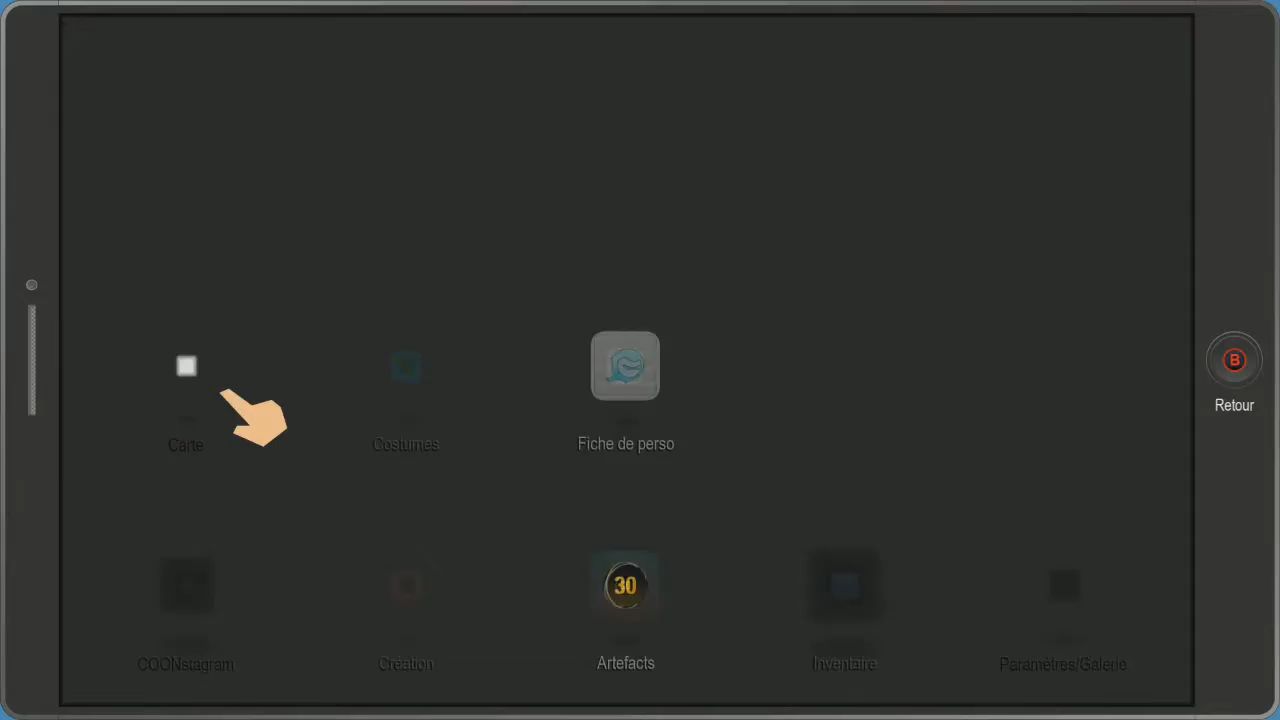 B
Retour
Carte
Costumes
Fiche de perso
30
COONstagram
Création
Artefacts
Inventaire
Paramètres/Galerie